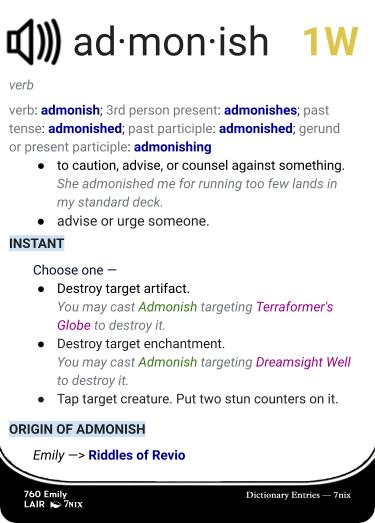 ad·mon·ish 1W
verb
verb: admonish; 3rd person present: admonishes; past
tense: admonished; past participle: admonished; gerund
or present participle: admonishing
● to caution, advise, or counsel against something.
She admonished me for running too few lands in
my standard deck.
● advise or urge someone.
INSTANT
Choose one —
● Destroy target artifact.
You may cast Admonish targeting Terraformer's
Globe to destroy it.
● Destroy target enchantment.
You may cast Admonish targeting Dreamsight Well
to destroy it.
● Tap target creature. Put two stun counters on it.
ORIGIN OF ADMONISH
Emily —> Riddles of Revio
760 Emily
LAIR 7NIX
Dictionary Entries — 7nix